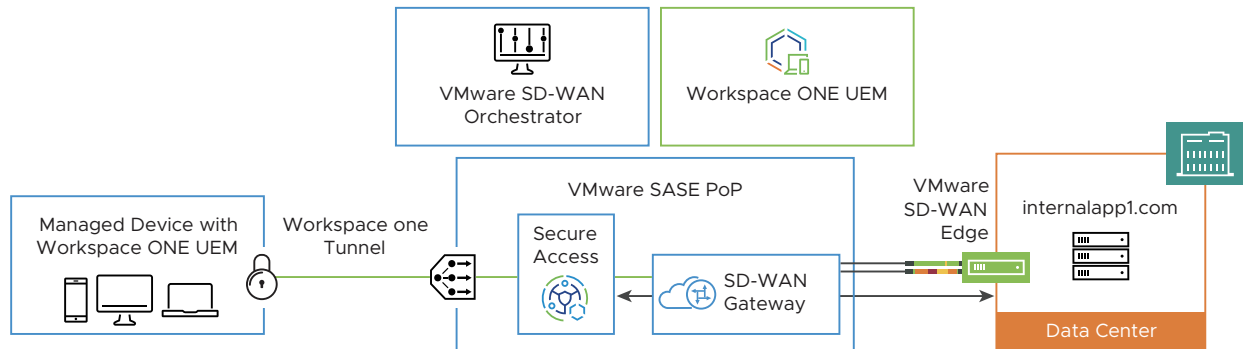 VMware SD-WAN
Orchestrator
Workspace ONE UEM
Managed Device with
Workspace ONE UEM
Workspace one
Tunnel
VMware SASE PoP
Secure
Access
SD-WAN
Gateway
VMware
SD-WAN
Edge
internalapp1.com
Data Center